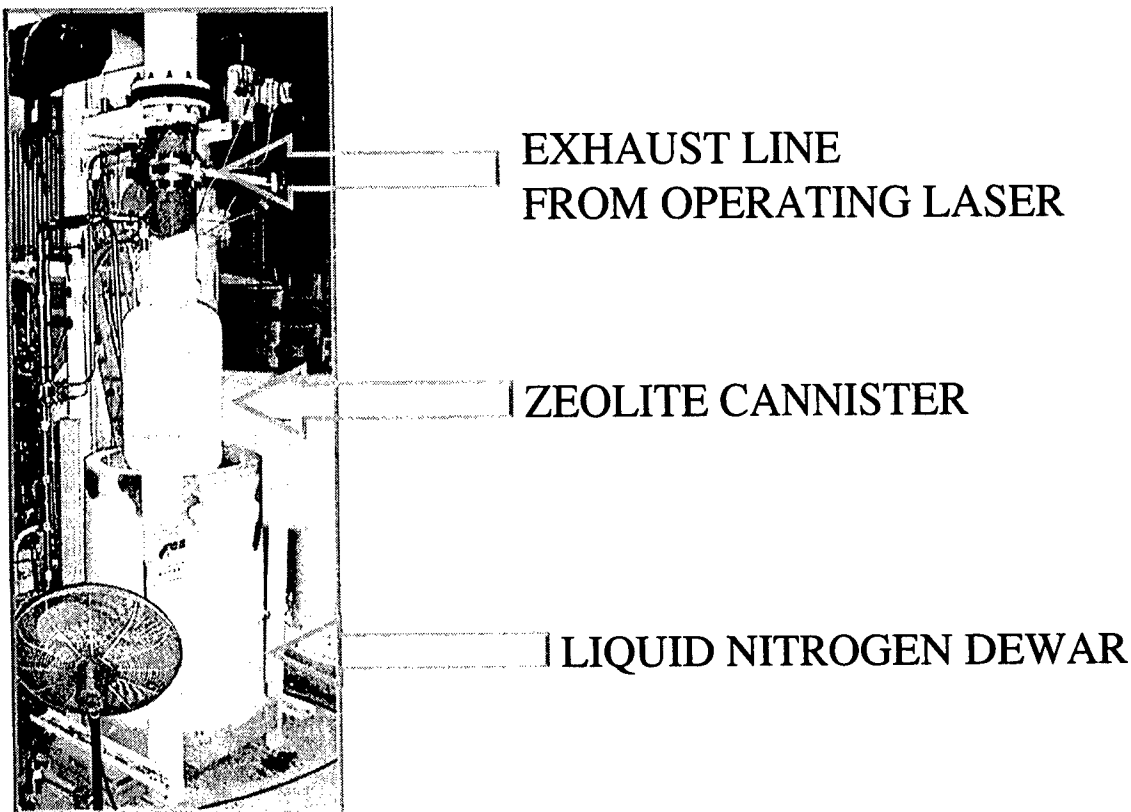 EXHAUST LINE
FROM OPERATING LASER
ZEOLITE CANNISTER
LIQUID NITROGEN DEWAR